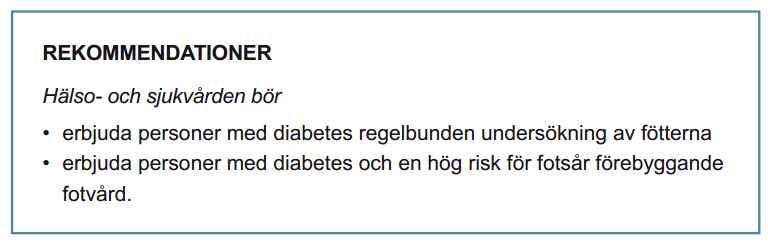 REKOMMENDATIONER
Hälso- och sjukvården bör
• erbjuda personer med diabetes regelbunden undersökning av fötterna
• erbjuda personer med diabetes och en hög risk för fotsår förebyggande
fotvård.